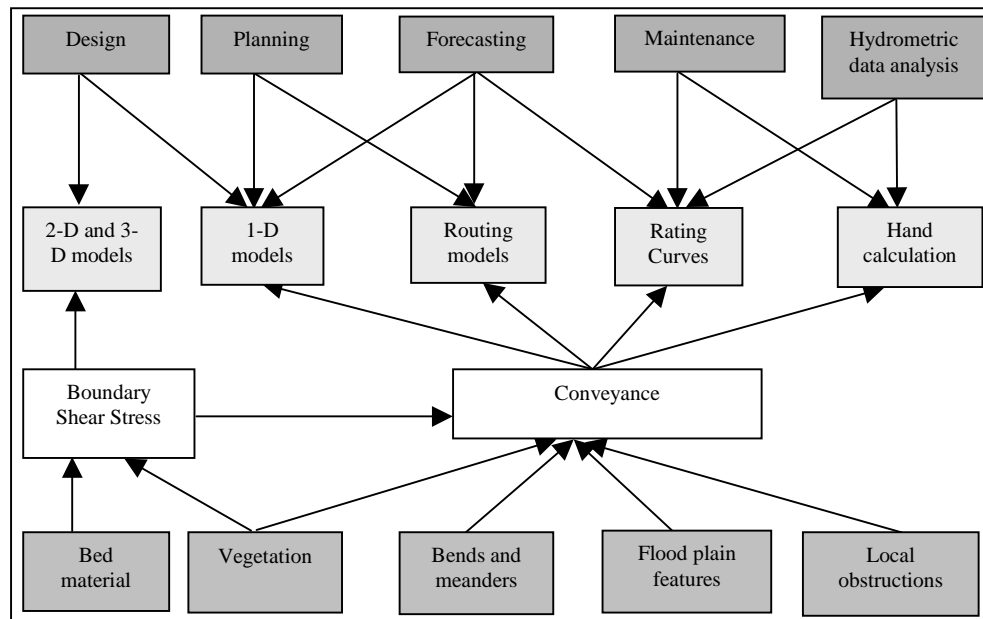 Design
Planning
Forecasting
Maintenance
Hydrometric
data analysis
2-D and 3-
D models
1-D
models
Routing
models
Rating
Curves
Hand
calculation
Boundary
Shear Stress
Conveyance
Bed
material
Vegetation
Bends and
meanders
Flood plain
features
Local
obstructions